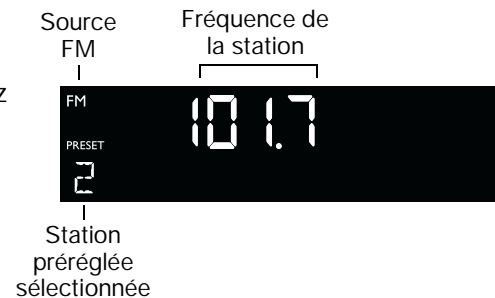 Source
FM
Fréquence de
la station
z
FM
101.7
PRESET
2
Station
préréglée
sélectionnée